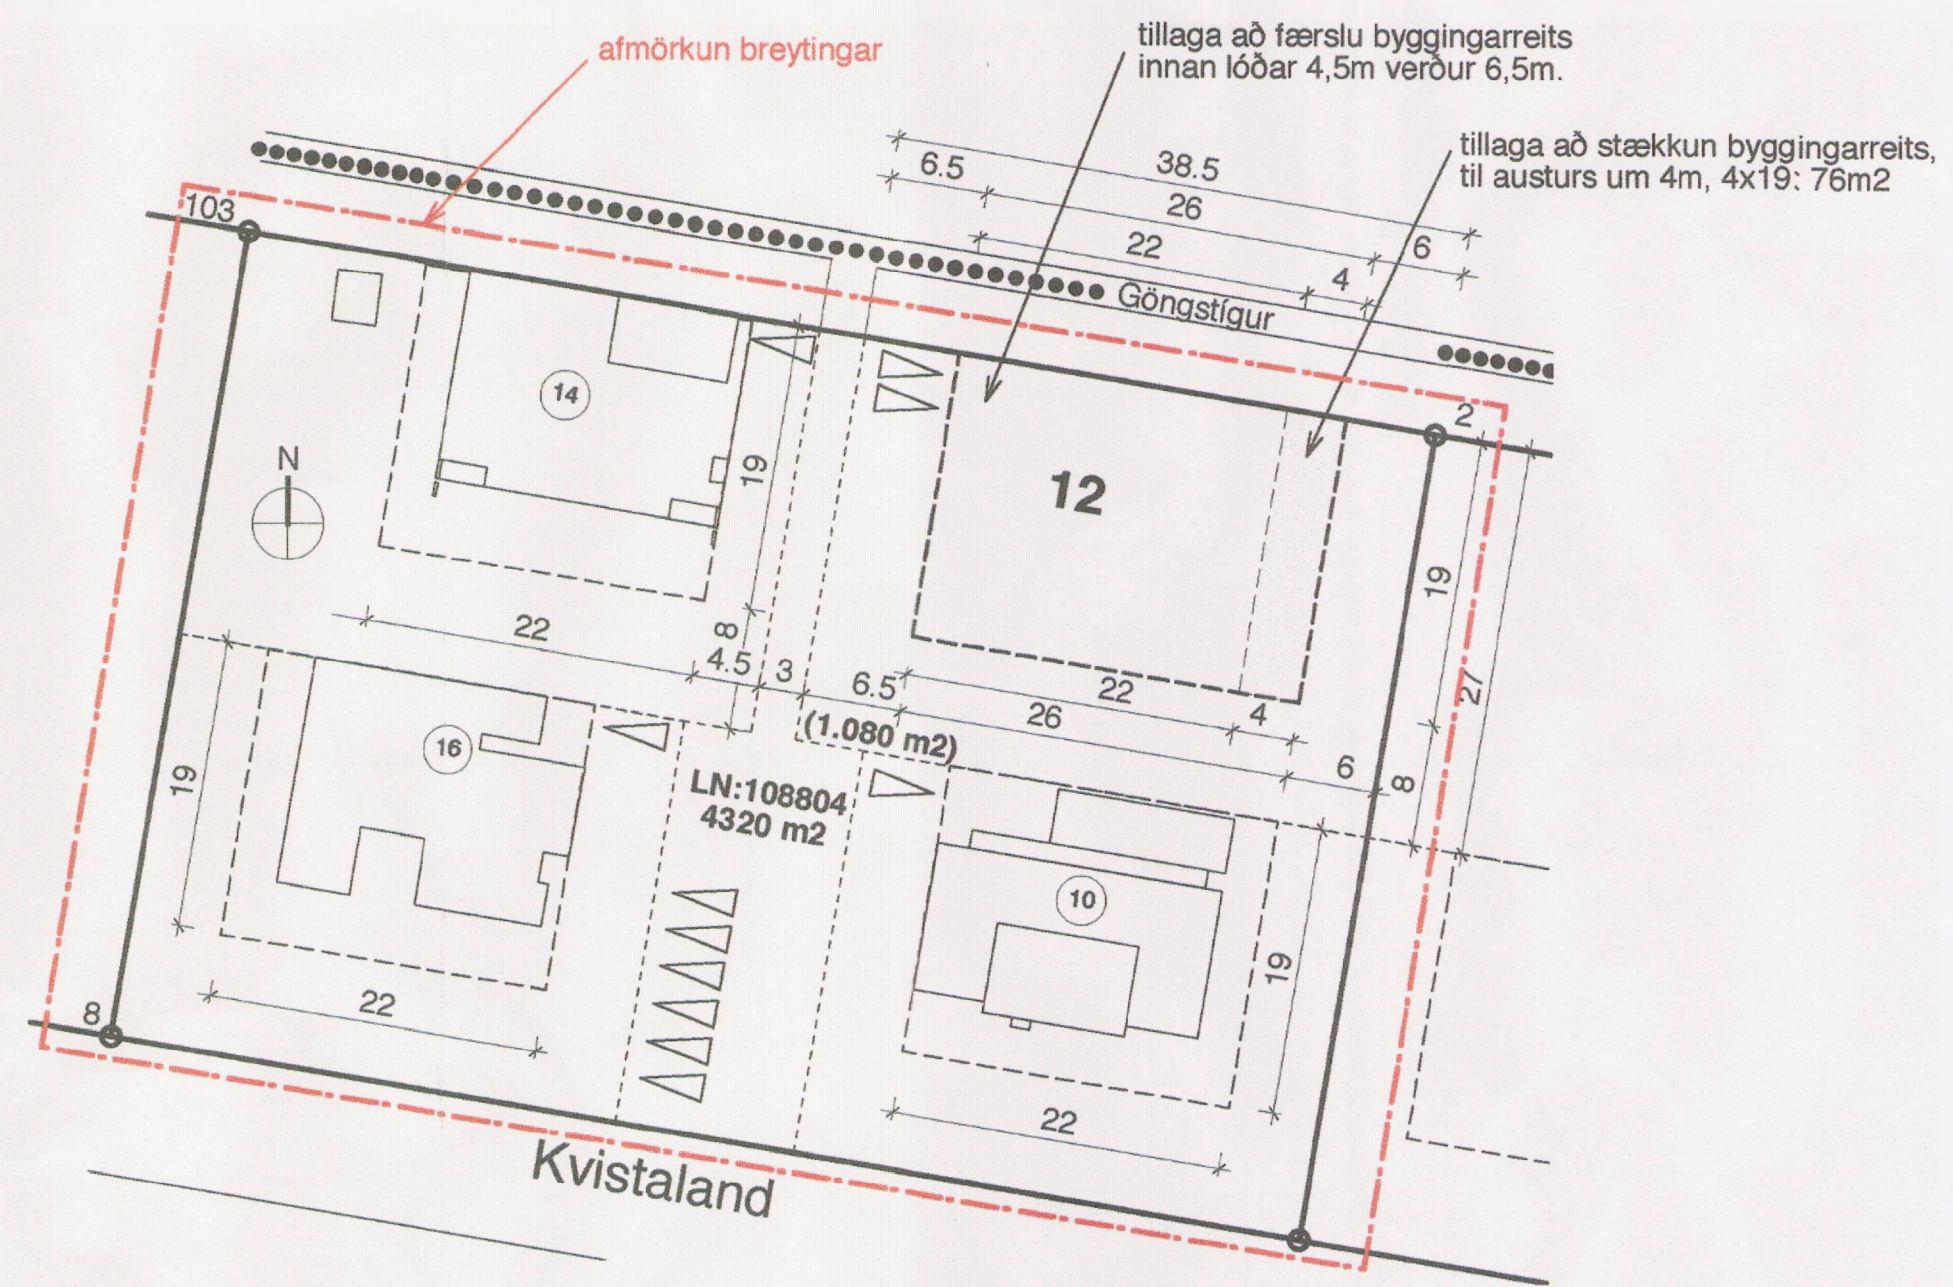 afmörkun breytingar
tillaga að færslu byggingarreits
innan lóðar 4,5m verður 6,5m.
tillaga að stækkun byggingarreits,
til austurs um 4m, 4x19: 76m2
38.5
6.5
26
6
22
4
Göngstígur
103
2
14
12
N
19
19
27
22
8
4.5
3
6.5
22
4
26
6
8
(1.080 m2)
LN:108804
4320 m2
16
19
10
19
22
22
8
Kvistaland